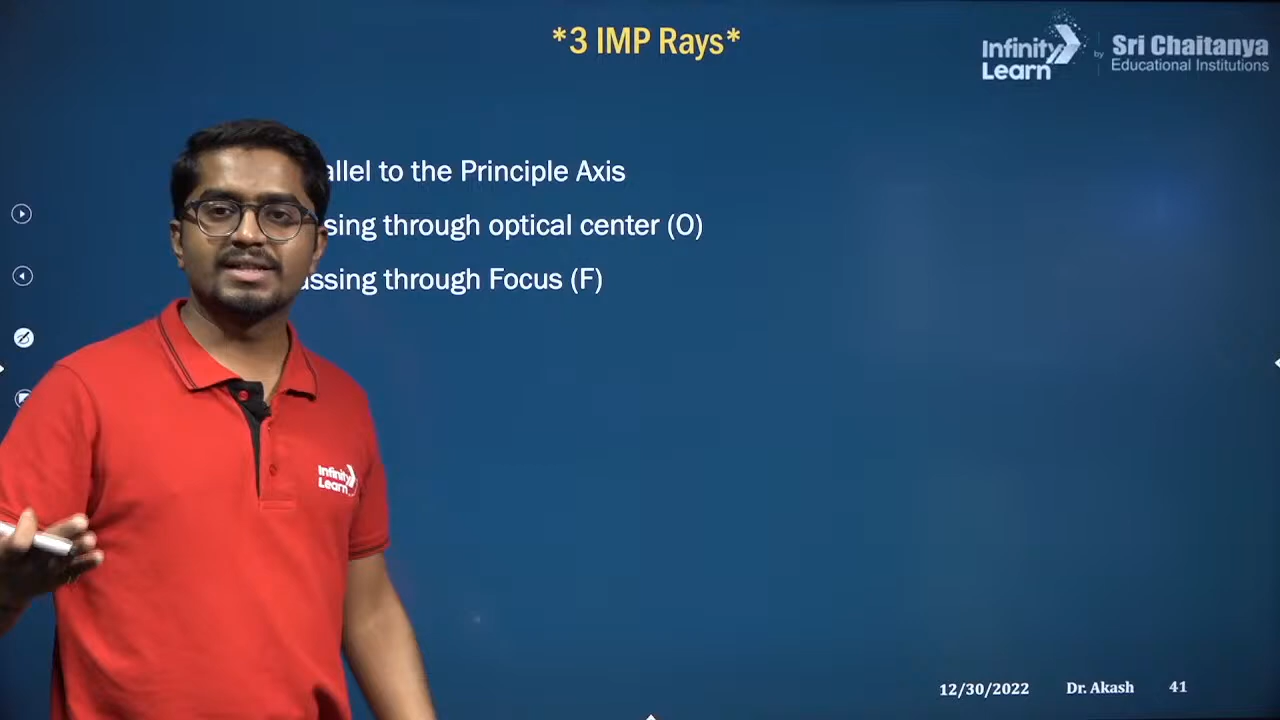 *3 IMP Rays*
Infinity Learn
by
Sri Chaitanya
Educational Institutions
allel to the Principle Axis
sing through optical center (O)
assing through Focus (F)
Infinity Learn
12/30/2022 Dr. Akash 41